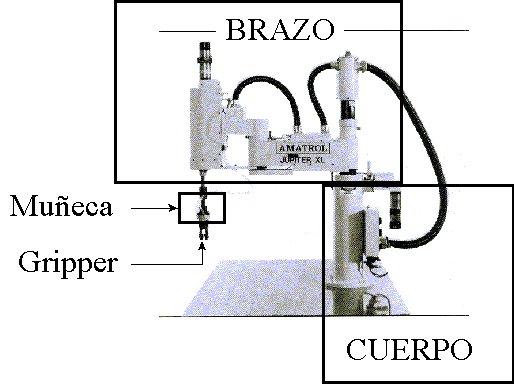 BRAZO
AMATROL
JUPITER XL
Muñeca
Gripper
CUERPO